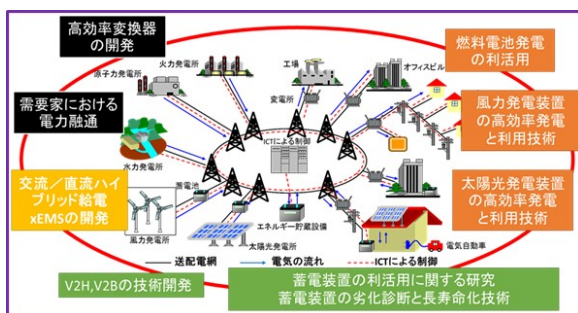 高効率変換器
の開発
火力発電所
原子力発電所
工場
オフィスビル
燃料電池発電
の利活用
変電所
需要家における
電力融通
風力発電装置
の高効率発電
と利用技術
ICTによる制御
水力発電所
交流／直流ハイ
ブリッド給電
xEMSの開発
蓄電池
太陽光発電装置
の高効率発電
と利用技術
風力発電所
太陽光発電所
エネルギー貯蔵設備
電気自動車
送配電網
電気の流れ
ICTによる制御
V2H,V2Bの技術開発
蓄電装置の利活用に関する研究
蓄電装置の劣化診断と長寿命化技術